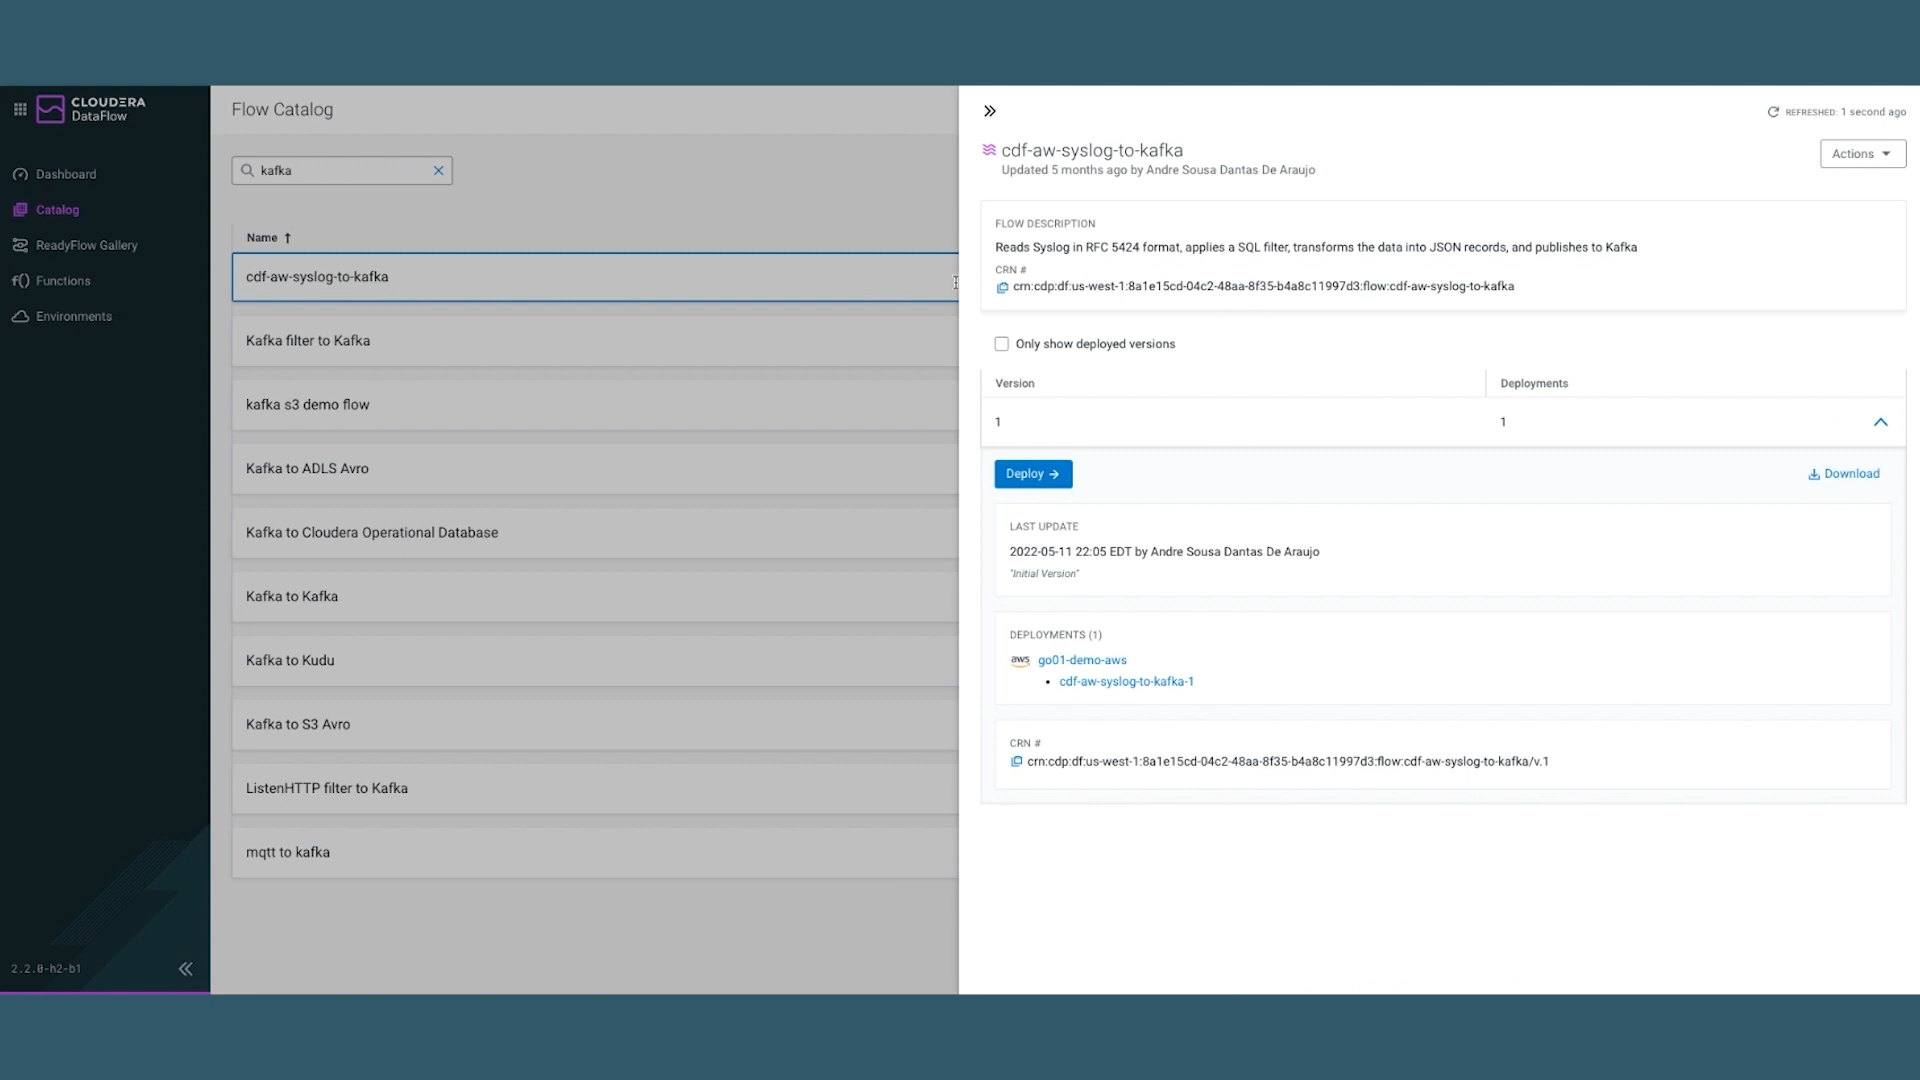 CLOUDERA
DataFlow
Dashboard
Catalog
ReadyFlow Gallery
f() Functions
Environments
2.2.0-h2-b1
Flow Catalog
kafka
Name ↑
cdf-aw-syslog-to-kafka
Kafka filter to Kafka
kafka s3 demo flow
Kafka to ADLS Avro
Kafka to Cloudera Operational Database
Kafka to Kafka
Kafka to Kudu
Kafka to S3 Avro
ListenHTTP filter to Kafka
mqtt to kafka
REFRESHED: 1 second ago
cdf-aw-syslog-to-kafka
Updated 5 months ago by Andre Sousa Dantas De Araujo
Actions
FLOW DESCRIPTION
Reads Syslog in RFC 5424 format, applies a SQL filter, transforms the data into JSON records, and publishes to Kafka
CRN #
crn:cdp:df:us-west-1:8a1e15cd-04c2-48aa-8f35-b4a8c11997d3:flow:cdf-aw-syslog-to-kafka
Only show deployed versions
Version Deployments
1 1
Deploy →
Download
LAST UPDATE
2022-05-11 22:05 EDT by Andre Sousa Dantas De Araujo
"Initial Version"
DEPLOYMENTS (1)
aws go01-demo-aws
• cdf-aw-syslog-to-kafka-1
CRN #
crn:cdp:df:us-west-1:8a1e15cd-04c2-48aa-8f35-b4a8c11997d3:flow:cdf-aw-syslog-to-kafka/v.1